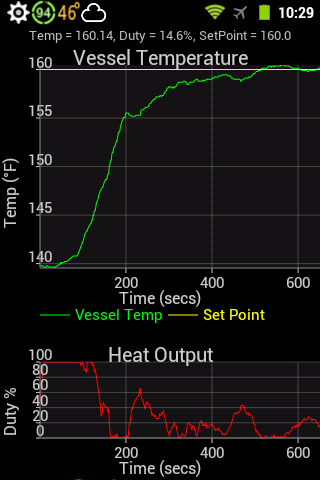 94 46° 10:29
Temp = 160.14, Duty = 14.6%, SetPoint = 160.0
Vessel Temperature
160
155
150
145
140
Temp (°F)
200 400 600
Time (secs)
Vessel Temp Set Point
Heat Output
100
80
60
40
20
0
Duty %
200 400 600
Time (secs)